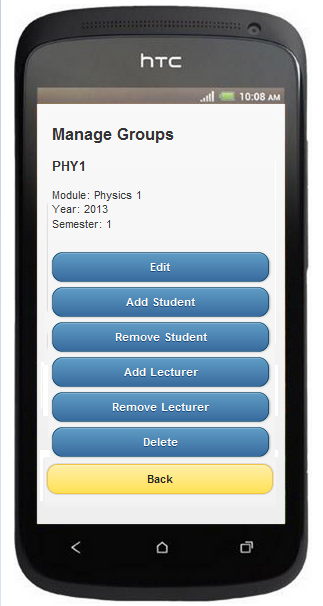 hTC
10:08 AM
Manage Groups
PHY1
Module: Physics 1
Year: 2013
Semester: 1
Edit
Add Student
Remove Student
Add Lecturer
Remove Lecturer
Delete
Back